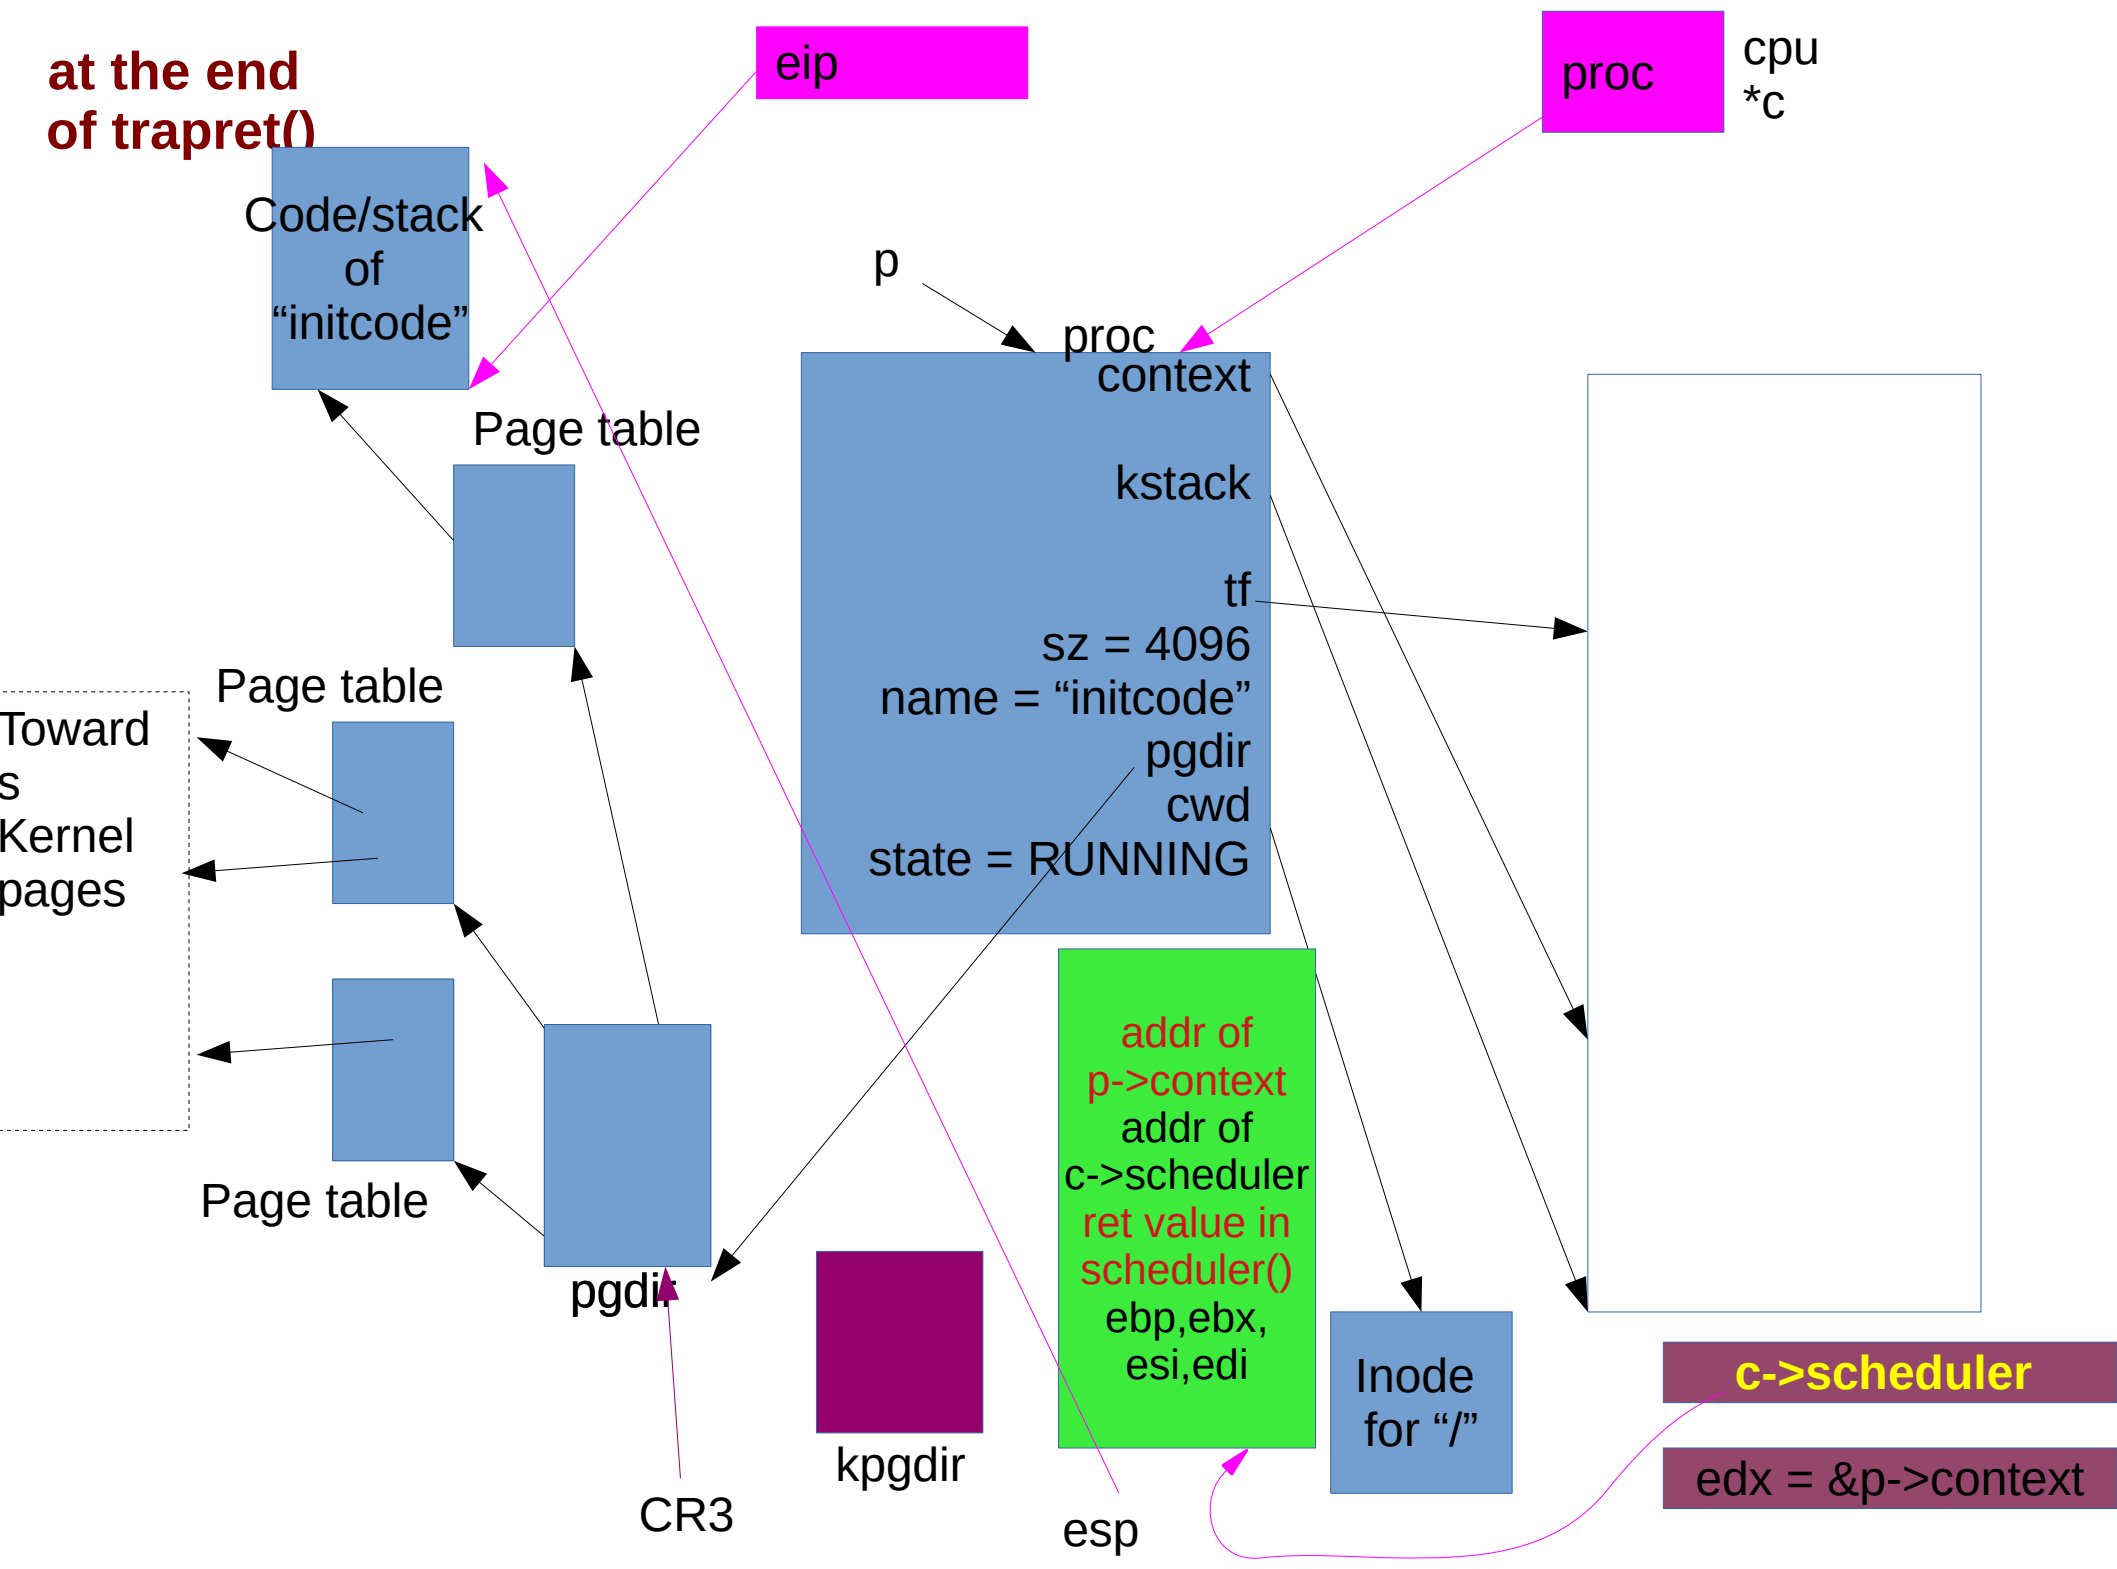 at the end
of trapret()
eip
proc
cpu
*c
Code/stack
of
“initcode”
p
proc
context
kstack
tf
sz = 4096
name = “initcode”
pgdir
cwd
state = RUNNING
Page table
Page table
Toward
s
Kernel
pages
Page table
pgdir
CR3
kpgdir
addr of
p->context
addr of
c->scheduler
ret value in
scheduler()
ebp,ebx,
esi,edi
esp
Inode
for “/”
c->scheduler
edx = &p->context